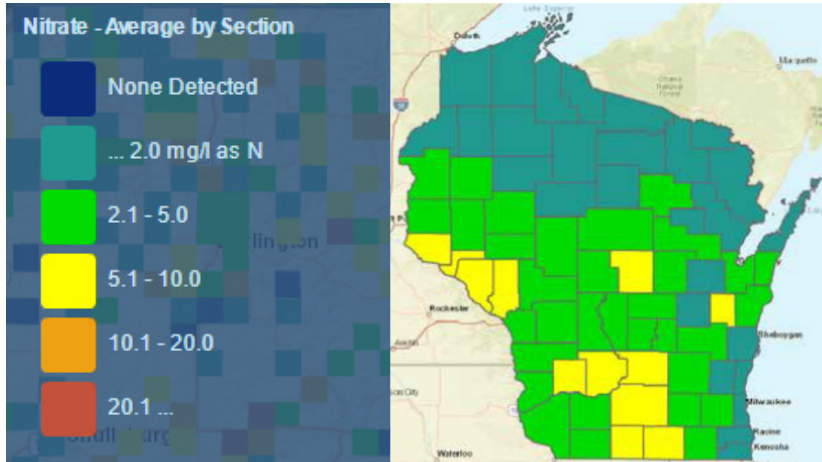 Nitrate - Average by Section
None Detected
... 2.0 mg/l as N
2.1 - 5.0
5.1 - 10.0
10.1 - 20.0
20.1 ...
Duluth
Marquette
Rochester
Austin
Sheboygan
Milwaukee
Racine
Kenosha
Waterloo